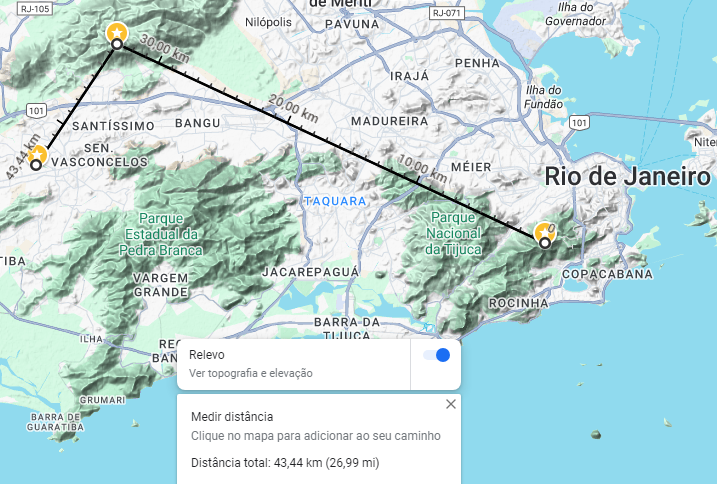 RJ-105
Nilópolis
de Meriti
PAVUNA
RJ-071
Ilha do
Governador
30,00 km
IRAJÁ
PENHA
Ilha do
Fundão
101
20,00 km
SANTÍSSIMO
BANGU
MADUREIRA
101
43,44 km
SEN.
VASCONCELOS
10,00 km
MÉIER
Niter
Rio de Janeiro
TAQUARA
Parque
Estadual da
Pedra Branca
Parque
Nacional
da Tijuca
0
TIBA
VARGEM
GRANDE
JACAREPAGUÁ
COPACABANA
ROCINHA
BARRA DA
TIJUCA
ILHA
REC
BAN
GRUMARI
BARRA DE
GUARATIBA
Relevo
Ver topografia e elevação
Medir distância
Clique no mapa para adicionar ao seu caminho
Distância total: 43,44 km (26,99 mi)